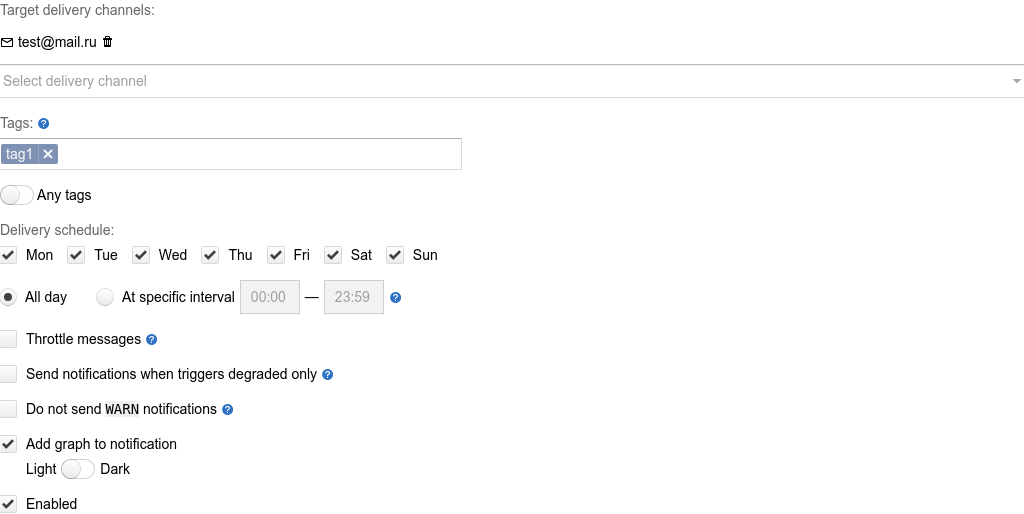 Target delivery channels:
test@mail.ru
Select delivery channel
Tags: ?
tag1
Any tags
Delivery schedule:
Mon Tue Wed Thu Fri Sat Sun
All day At specific interval 00:00 — 23:59 ?
Throttle messages ?
Send notifications when triggers degraded only ?
Do not send WARN notifications ?
Add graph to notification
Light Dark
Enabled